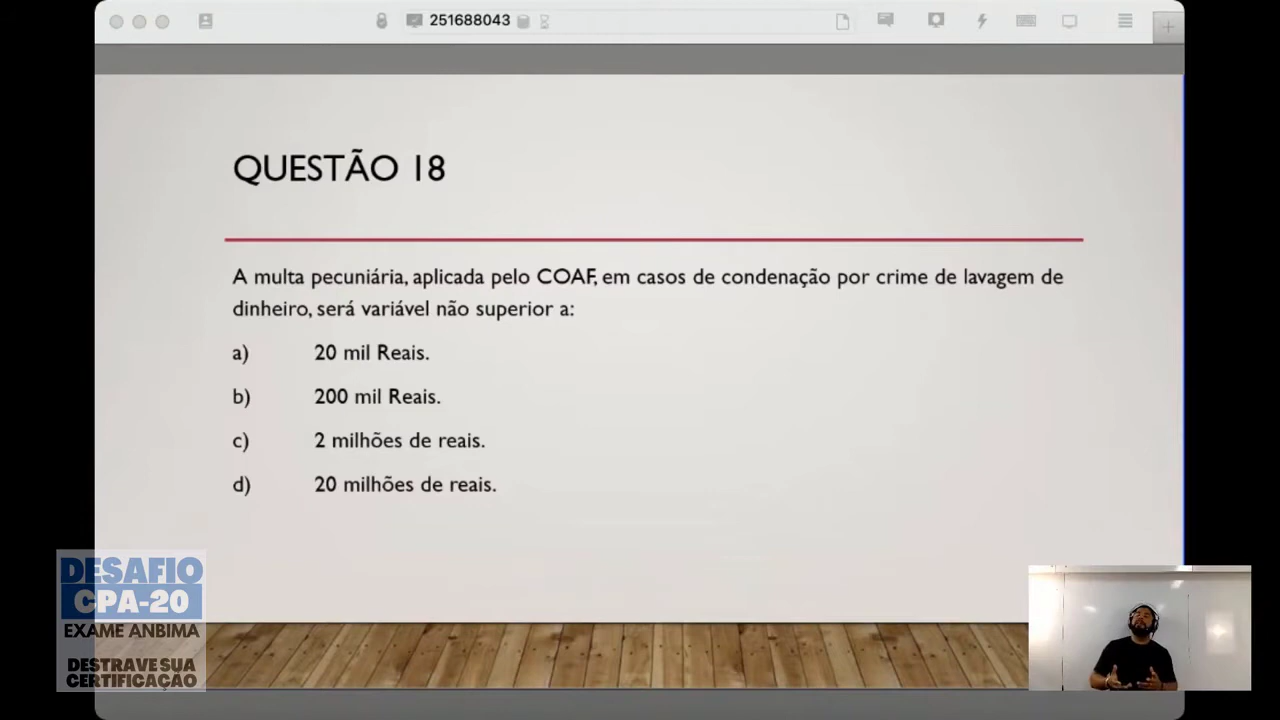 251688043
QUESTÃO 18
A multa pecuniária, aplicada pelo COAF, em casos de condenação por crime de lavagem de
dinheiro, será variável não superior a:
a) 20 mil Reais.
b) 200 mil Reais.
c) 2 milhões de reais.
d) 20 milhões de reais.
DESAFIO
CPA-20
EXAME ANBIMA
DESTRAVE SUA
CERTIFICAÇÃO